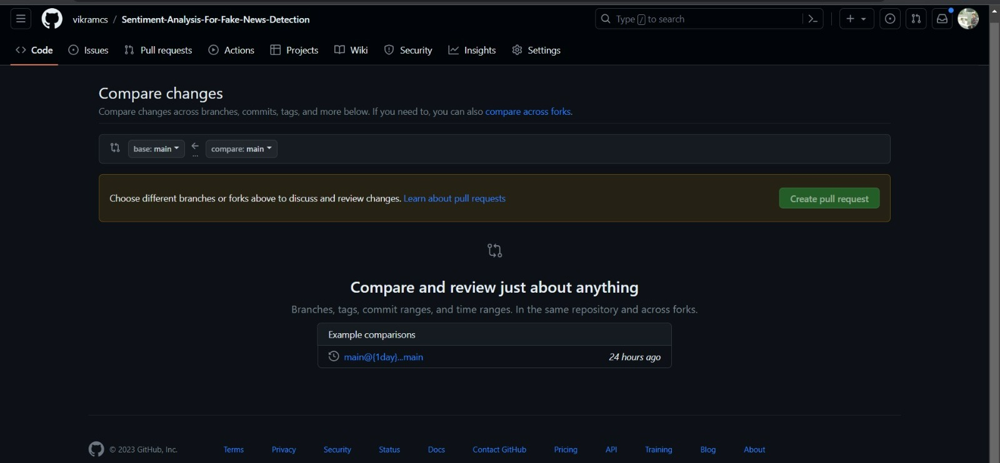 vikramcs / Sentiment-Analysis-For-Fake-News-Detection
Type / to search
Code Issues Pull requests Actions Projects Wiki Security Insights Settings
Compare changes
Compare changes across branches, commits, tags, and more below. If you need to, you can also compare across forks.
base: main ← compare: main
...
Choose different branches or forks above to discuss and review changes. Learn about pull requests
Create pull request
Compare and review just about anything
Branches, tags, commit ranges, and time ranges. In the same repository and across forks.
Example comparisons
main@{1day}...main 24 hours ago
© 2023 GitHub, Inc. Terms Privacy Security Status Docs Contact GitHub Pricing API Training Blog About